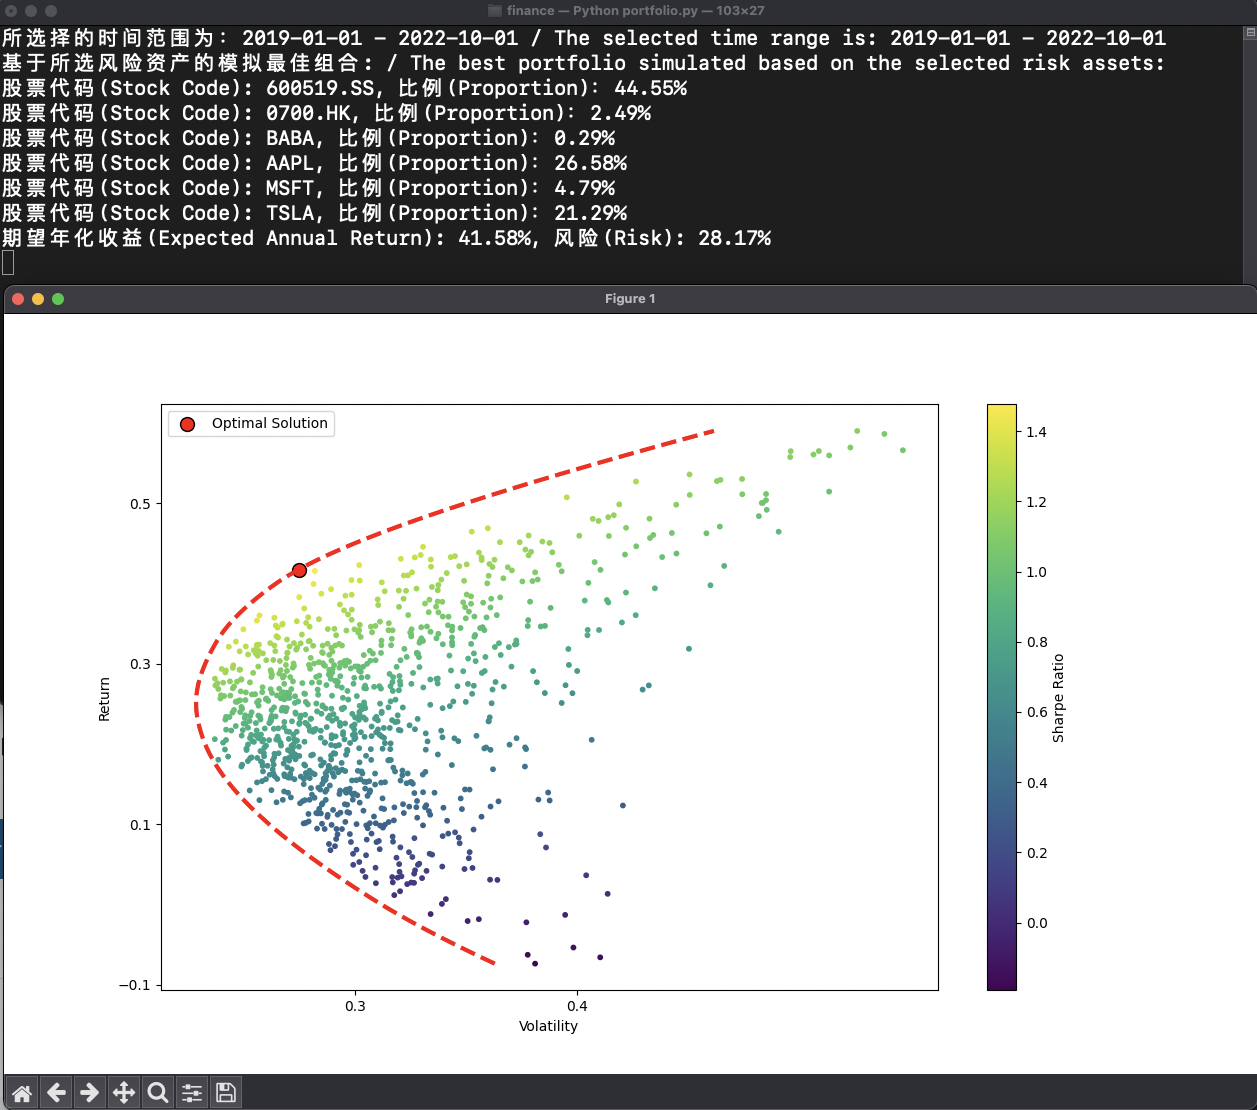 finance — Python portfolio.py — 103×27
所选择的时间范围为: 2019-01-01 - 2022-10-01 / The selected time range is: 2019-01-01 - 2022-10-01
基于所选风险资产的模拟最佳组合: / The best portfolio simulated based on the selected risk assets:
股票代码(Stock Code): 600519.SS, 比例(Proportion): 44.55%
股票代码(Stock Code): 0700.HK, 比例(Proportion): 2.49%
股票代码(Stock Code): BABA, 比例(Proportion): 0.29%
股票代码(Stock Code): AAPL, 比例(Proportion): 26.58%
股票代码(Stock Code): MSFT, 比例(Proportion): 4.79%
股票代码(Stock Code): TSLA, 比例(Proportion): 21.29%
期望年化收益(Expected Annual Return): 41.58%, 风险(Risk): 28.17%
Figure 1
Optimal Solution
0.5
0.3
0.1
−0.1
Return
0.3
0.4
Volatility
1.4
1.2
1.0
0.8
0.6
0.4
0.2
0.0
Sharpe Ratio